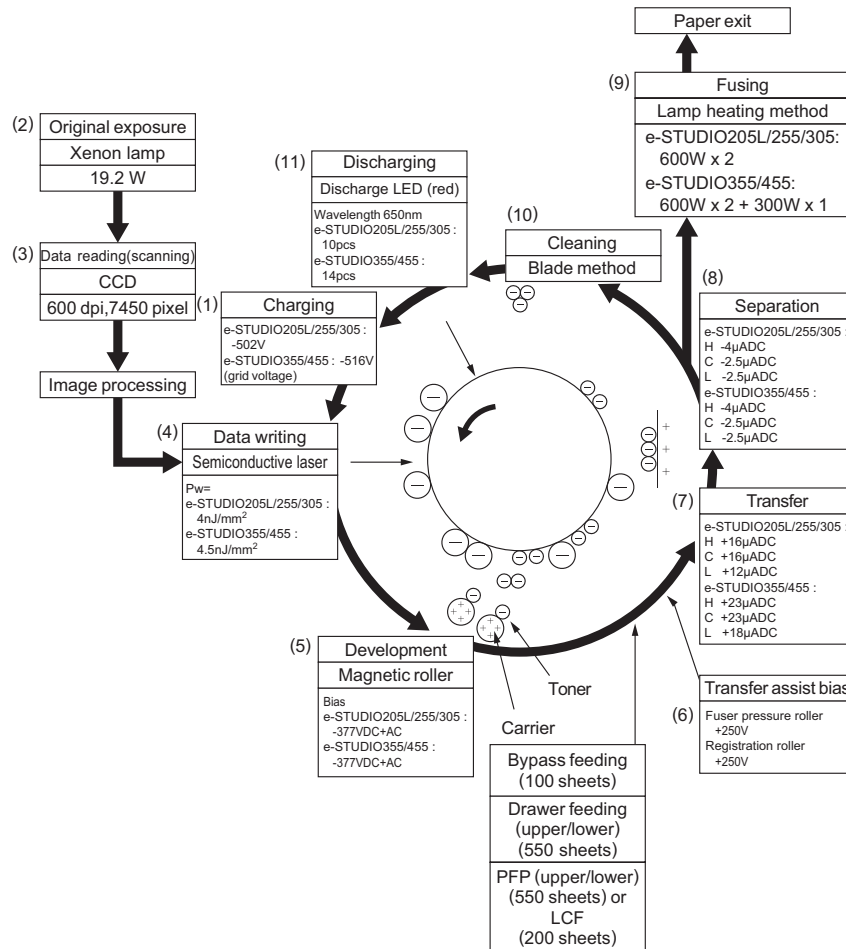 Paper exit
(9)
Fusing
Lamp heating method
e-STUDIO205L/255/305:
600W x 2
e-STUDIO355/455:
600W x 2 + 300W x 1
(2)
Original exposure
Xenon lamp
19.2 W
(3)
Data reading(scanning)
CCD
600 dpi,7450 pixel
Image processing
(11)
Discharging
Discharge LED (red)
Wavelength 650nm
e-STUDIO205L/255/305 :
10pcs
e-STUDIO355/455 :
14pcs
(10)
Cleaning
Blade method
(1)
Charging
e-STUDIO205L/255/305 :
-502V
e-STUDIO355/455 : -516V
(grid voltage)
(8)
Separation
e-STUDIO205L/255/305 :
H -4µADC
C -2.5µADC
L -2.5µADC
e-STUDIO355/455 :
H -4µADC
C -2.5µADC
L -2.5µADC
(4)
Data writing
Semiconductive laser
Pw=
e-STUDIO205L/255/305 :
4nJ/mm²
e-STUDIO355/455 :
4.5nJ/mm²
(7)
Transfer
e-STUDIO205L/255/305 :
H +16µADC
C +16µADC
L +12µADC
e-STUDIO355/455 :
H +23µADC
C +23µADC
L +18µADC
(5)
Development
Magnetic roller
Bias
e-STUDIO205L/255/305 :
-377VDC+AC
e-STUDIO355/455 :
-377VDC+AC
Toner
Carrier
(6)
Transfer assist bias
Fuser pressure roller
+250V
Registration roller
+250V
Bypass feeding
(100 sheets)
Drawer feeding
(upper/lower)
(550 sheets)
PFP (upper/lower)
(550 sheets) or
LCF
(200 sheets)